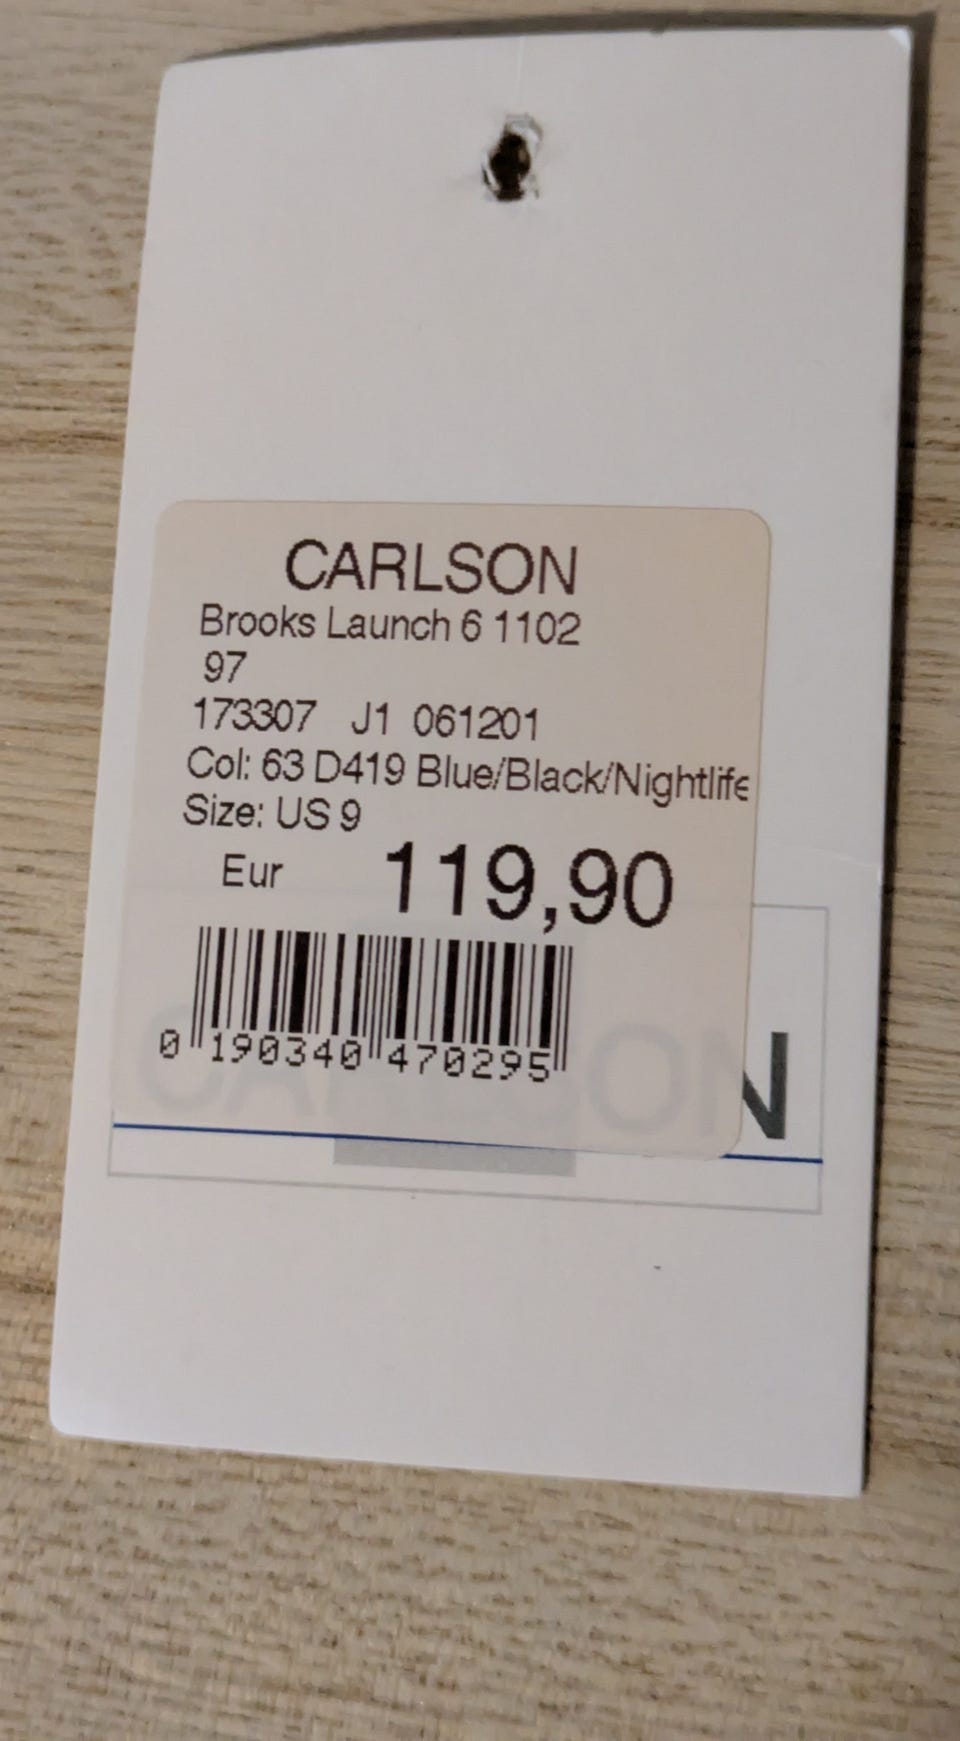 CARLSON
Brooks Launch 6 1102
97
173307 J1 061201
Col: 63 D419 Blue/Black/Nightlife
Size: US 9
Eur 119,90
0 190340 470295
CARLSON